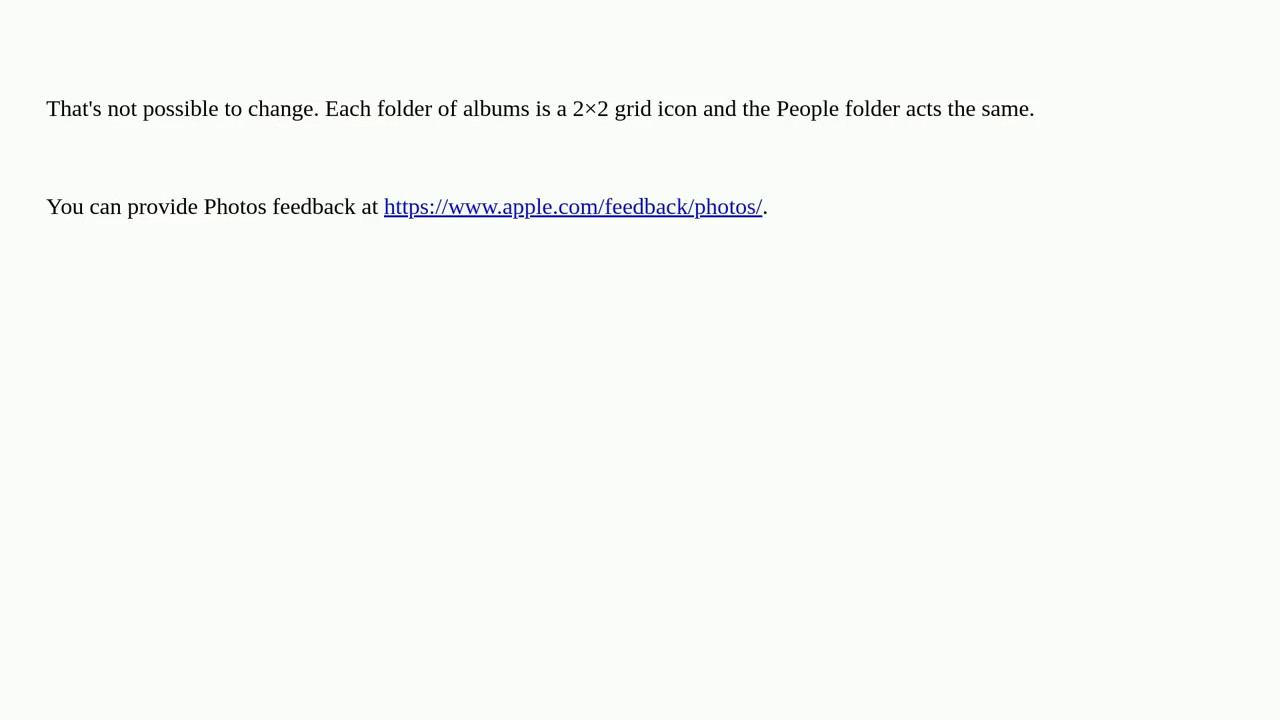 That's not possible to change. Each folder of albums is a 2×2 grid icon and the People folder acts the same.
You can provide Photos feedback at https://www.apple.com/feedback/photos/.